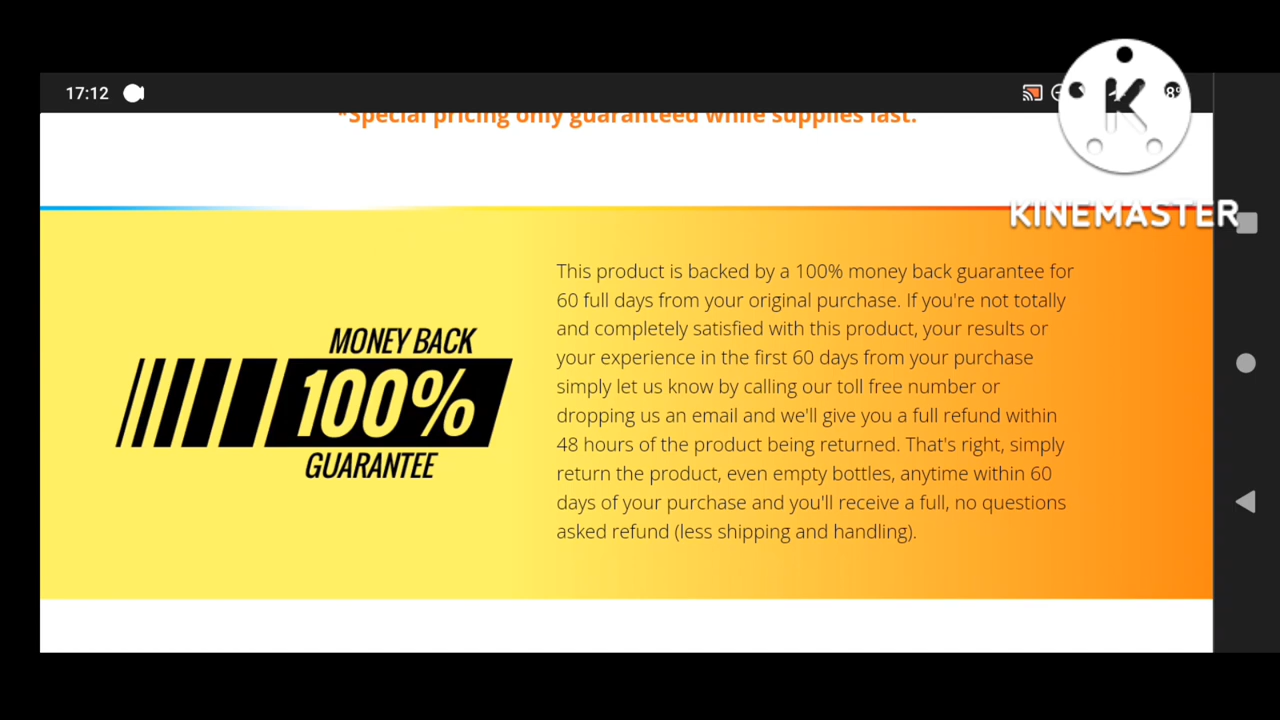 17:12
*Special pricing only guaranteed while supplies last.
KINEMASTER
This product is backed by a 100% money back guarantee for
60 full days from your original purchase. If you're not totally
and completely satisfied with this product, your results or
your experience in the first 60 days from your purchase
simply let us know by calling our toll free number or
dropping us an email and we'll give you a full refund within
48 hours of the product being returned. That's right, simply
return the product, even empty bottles, anytime within 60
days of your purchase and you'll receive a full, no questions
asked refund (less shipping and handling).
MONEY BACK
100%
GUARANTEE